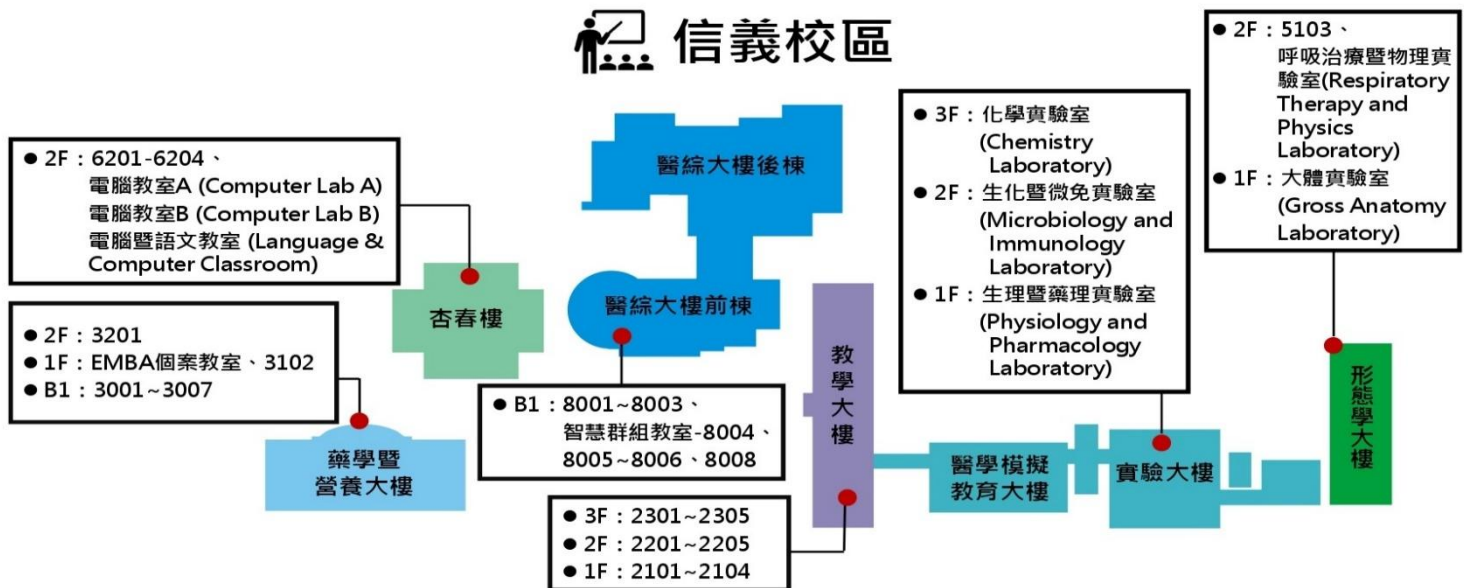 信義校區
● 2F：6201-6204、
電腦教室A (Computer Lab A)
電腦教室B (Computer Lab B)
電腦暨語文教室 (Language &
Computer Classroom)
杏春樓
● 2F：3201
● 1F：EMBA個案教室、3102
● B1：3001~3007
藥學暨
營養大樓
醫綜大樓後棟
醫綜大樓前棟
● B1：8001~8003、
智慧群組教室-8004、
8005~8006、8008
教學大樓
● 3F：2301~2305
● 2F：2201~2205
● 1F：2101~2104
醫學模擬
教育大樓
● 3F：化學實驗室
(Chemistry
Laboratory)
● 2F：生化暨微免實驗室
(Microbiology and
Immunology
Laboratory)
● 1F：生理暨藥理實驗室
(Physiology and
Pharmacology
Laboratory)
實驗大樓
● 2F：5103、
呼吸治療暨物理實
驗室(Respiratory
Therapy and
Physics
Laboratory)
● 1F：大體實驗室
(Gross Anatomy
Laboratory)
形態學大樓